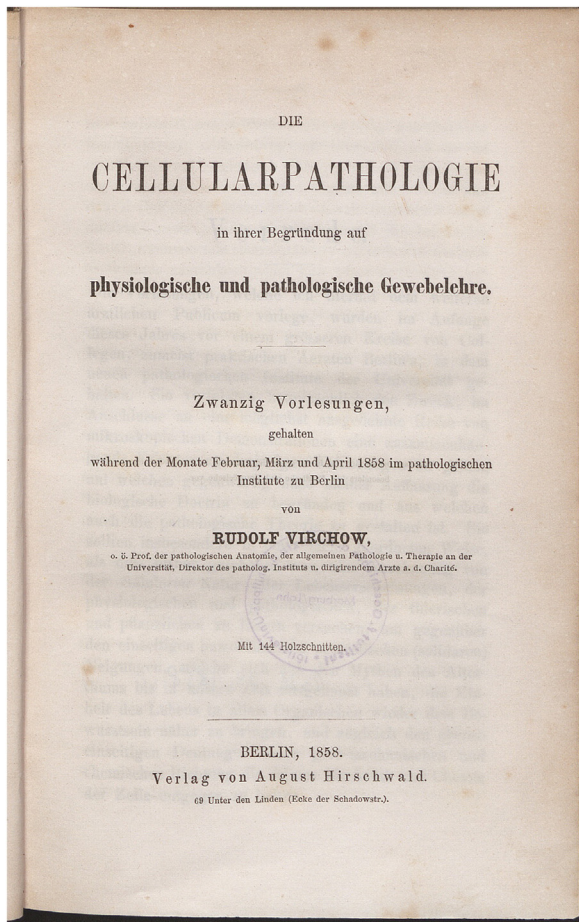 DIE
CELLULARPATHOLOGIE
in ihrer Begründung auf
physiologische und pathologische Gewebelehre.
Zwanzig Vorlesungen,
gehalten
während der Monate Februar, März und April 1858 im pathologischen
Institute zu Berlin
von
RUDOLF VIRCHOW,
o. ö. Prof. der pathologischen Anatomie, der allgemeinen Pathologie u. Therapie an der
Universität, Director des patholog. Instituts u. dirigirendem Arzte a. d. Charité.
Mit 144 Holzschnitten.
BERLIN, 1858.
Verlag von August Hirschwald.
69 Unter den Linden (Ecke der Schadowstr.).